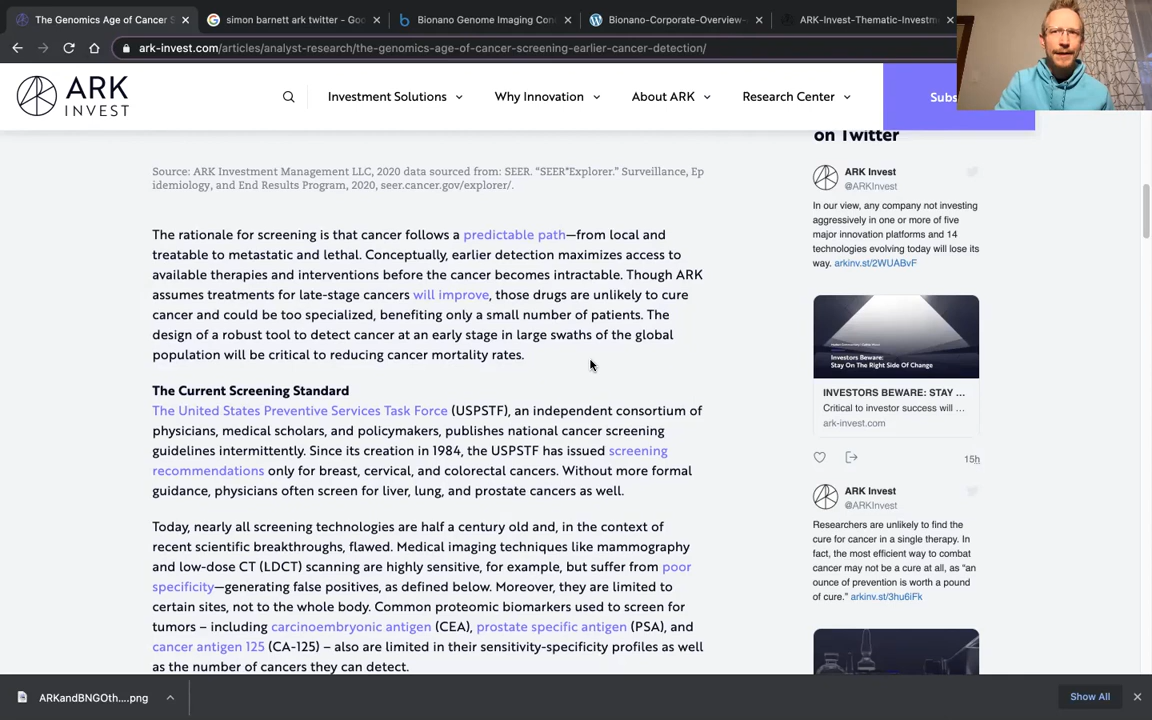 The Genomics Age of Cancer S
simon barnett ark twitter - Goo
Bionano Genome Imaging Con
Bionano-Corporate-Overview-
ARK-Invest-Thematic-Investm
ark-invest.com/articles/analyst-research/the-genomics-age-of-cancer-screening-earlier-cancer-detection/
ARK
INVEST
Investment Solutions
Why Innovation
About ARK
Research Center
Subs
on Twitter
Source: ARK Investment Management LLC, 2020 data sourced from: SEER. “SEER*Explorer.” Surveillance, Ep
idemiology, and End Results Program, 2020, seer.cancer.gov/explorer/.
The rationale for screening is that cancer follows a predictable path—from local and
treatable to metastatic and lethal. Conceptually, earlier detection maximizes access to
available therapies and interventions before the cancer becomes intractable. Though ARK
assumes treatments for late-stage cancers will improve, those drugs are unlikely to cure
cancer and could be too specialized, benefiting only a small number of patients. The
design of a robust tool to detect cancer at an early stage in large swaths of the global
population will be critical to reducing cancer mortality rates.
The Current Screening Standard
The United States Preventive Services Task Force (USPSTF), an independent consortium of
physicians, medical scholars, and policymakers, publishes national cancer screening
guidelines intermittently. Since its creation in 1984, the USPSTF has issued screening
recommendations only for breast, cervical, and colorectal cancers. Without more formal
guidance, physicians often screen for liver, lung, and prostate cancers as well.
Today, nearly all screening technologies are half a century old and, in the context of
recent scientific breakthroughs, flawed. Medical imaging techniques like mammography
and low-dose CT (LDCT) scanning are highly sensitive, for example, but suffer from poor
specificity—generating false positives, as defined below. Moreover, they are limited to
certain sites, not to the whole body. Common proteomic biomarkers used to screen for
tumors – including carcinoembryonic antigen (CEA), prostate specific antigen (PSA), and
cancer antigen 125 (CA-125) – also are limited in their sensitivity-specificity profiles as well
as the number of cancers they can detect.
ARK Invest
@ARKInvest
In our view, any company not investing
aggressively in one or more of five
major innovation platforms and 14
technologies evolving today will lose its
way. arkinv.st/2WUABvF
Investors Beware:
Stay On The Right Side Of Change
INVESTORS BEWARE: STAY ...
Critical to investor success will ...
ark-invest.com
15h
ARK Invest
@ARKInvest
Researchers are unlikely to find the
cure for cancer in a single therapy. In
fact, the most efficient way to combat
cancer may not be a cure at all, as “an
ounce of prevention is worth a pound
of cure.” arkinv.st/3hu6iFk
ARKandBNGOth....png
Show All